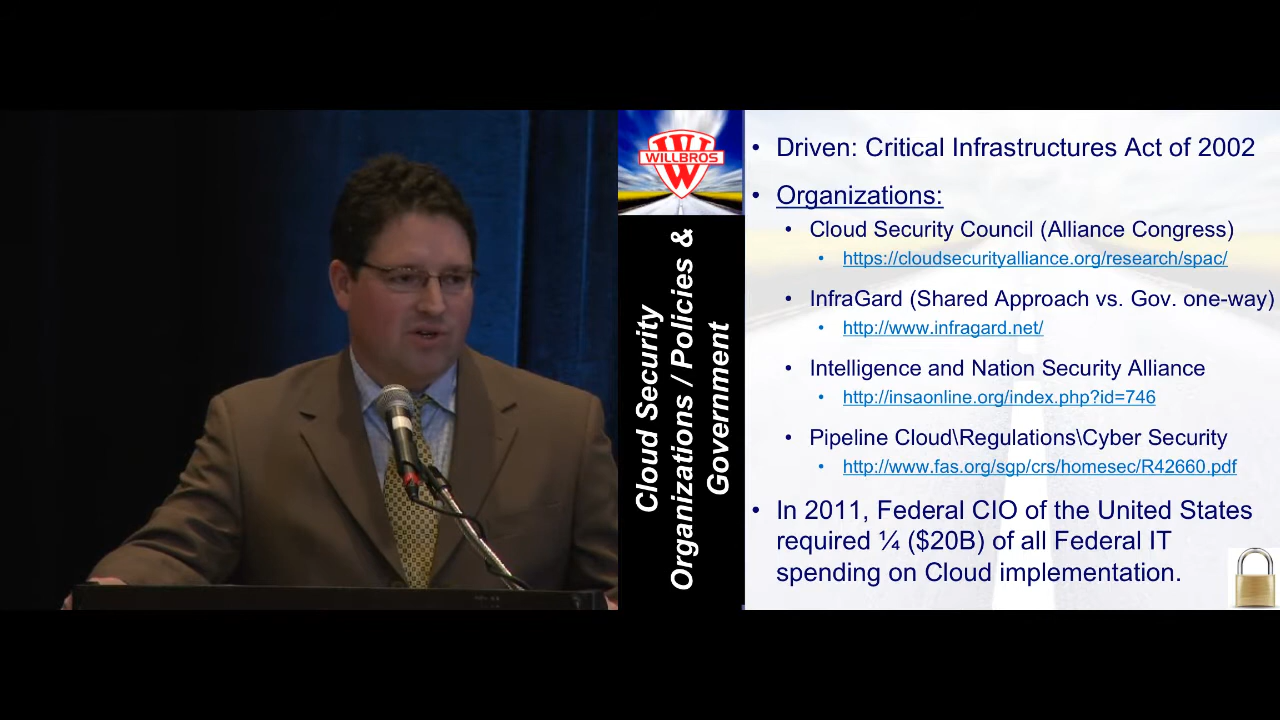 WILLBROS
Cloud Security
Organizations / Policies &
Government
• Driven: Critical Infrastructures Act of 2002
• Organizations:
• Cloud Security Council (Alliance Congress)
• https://cloudsecurityalliance.org/research/spac/
• InfraGard (Shared Approach vs. Gov. one-way)
• http://www.infragard.net/
• Intelligence and Nation Security Alliance
• http://insaonline.org/index.php?id=746
• Pipeline Cloud\Regulations\Cyber Security
• http://www.fas.org/sgp/crs/homesec/R42660.pdf
• In 2011, Federal CIO of the United States
required ¼ ($20B) of all Federal IT
spending on Cloud implementation.